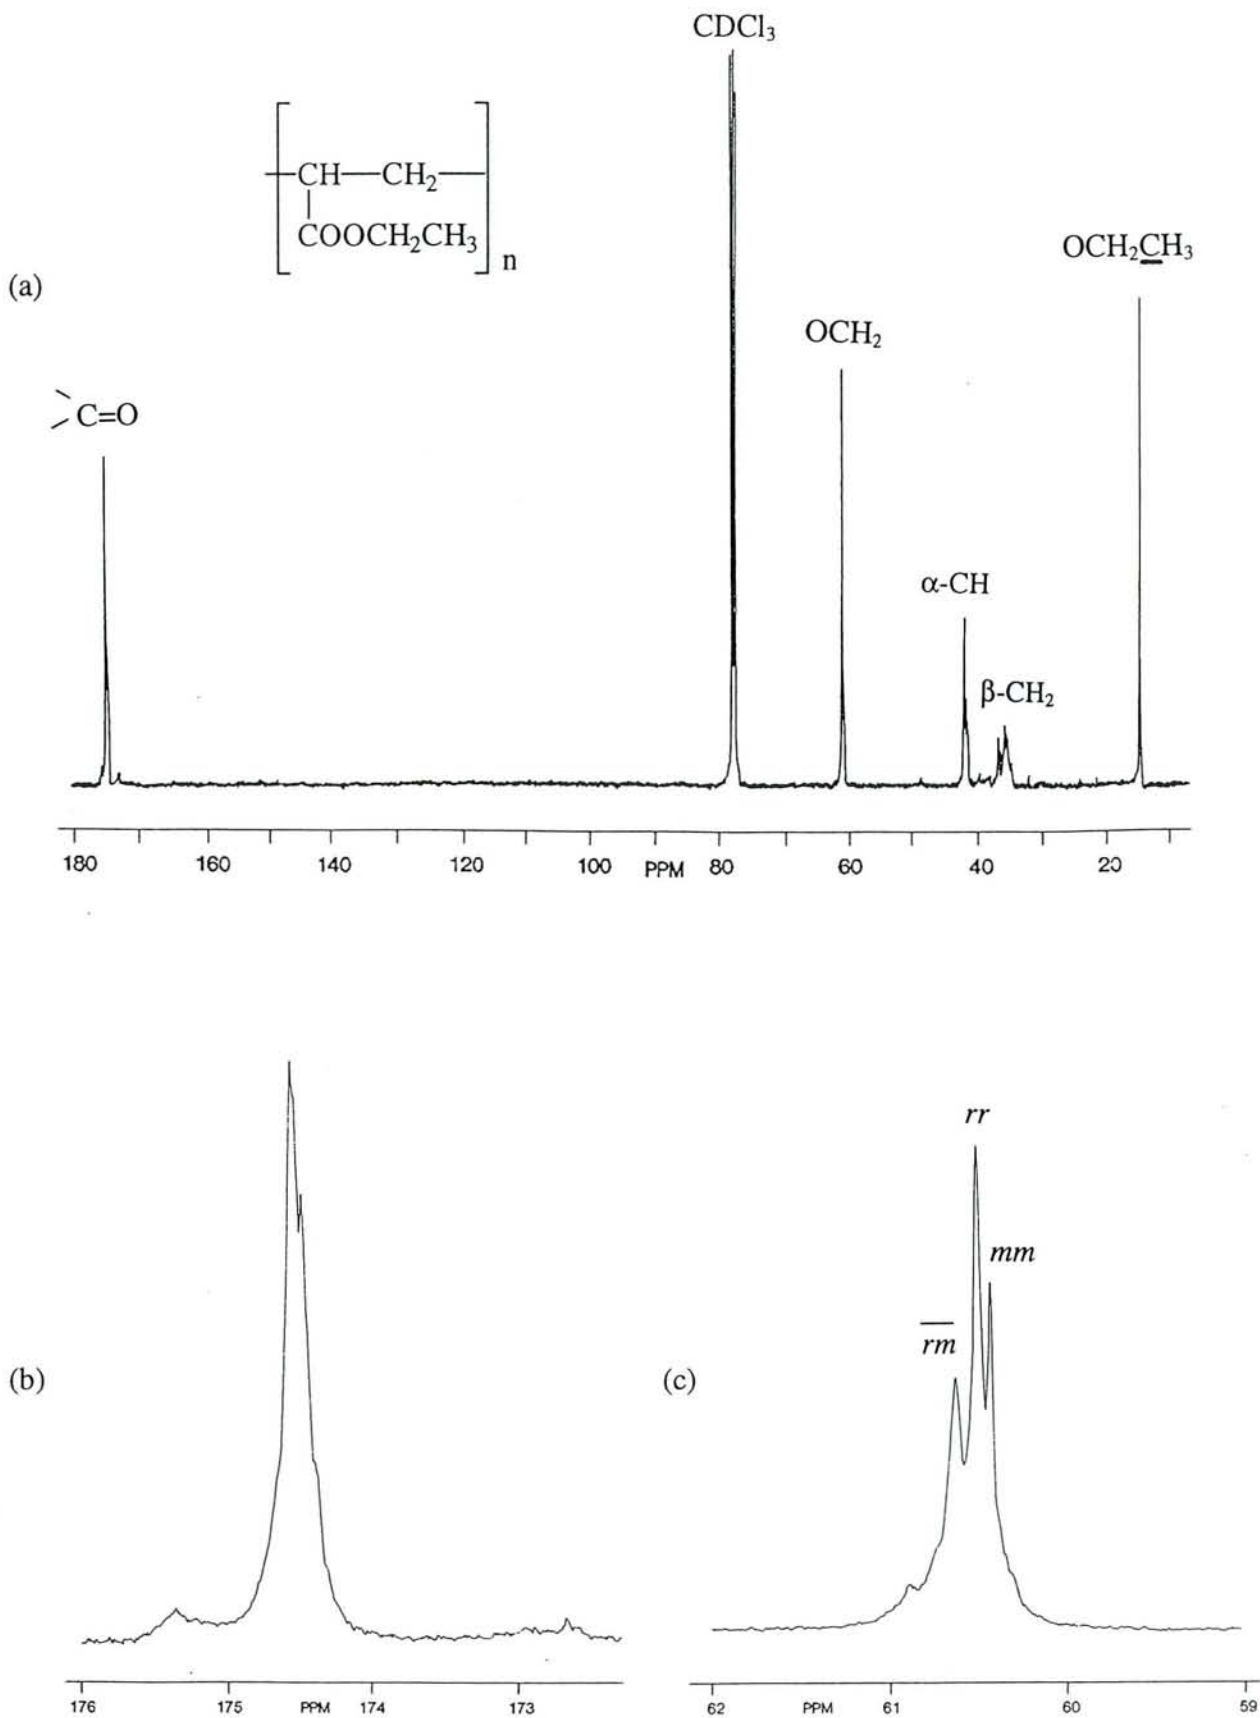 CDCl₃
CH—CH₂
COOCH₂CH₃
n
OCH₂CH₃
(a)
OCH₂
C=O
α-CH
β-CH₂
180 160 140 120 100 PPM 80 60 40 20
rr
mm
rm
(b)
(c)
176 175 PPM 174 173
62 61 PPM 60 59